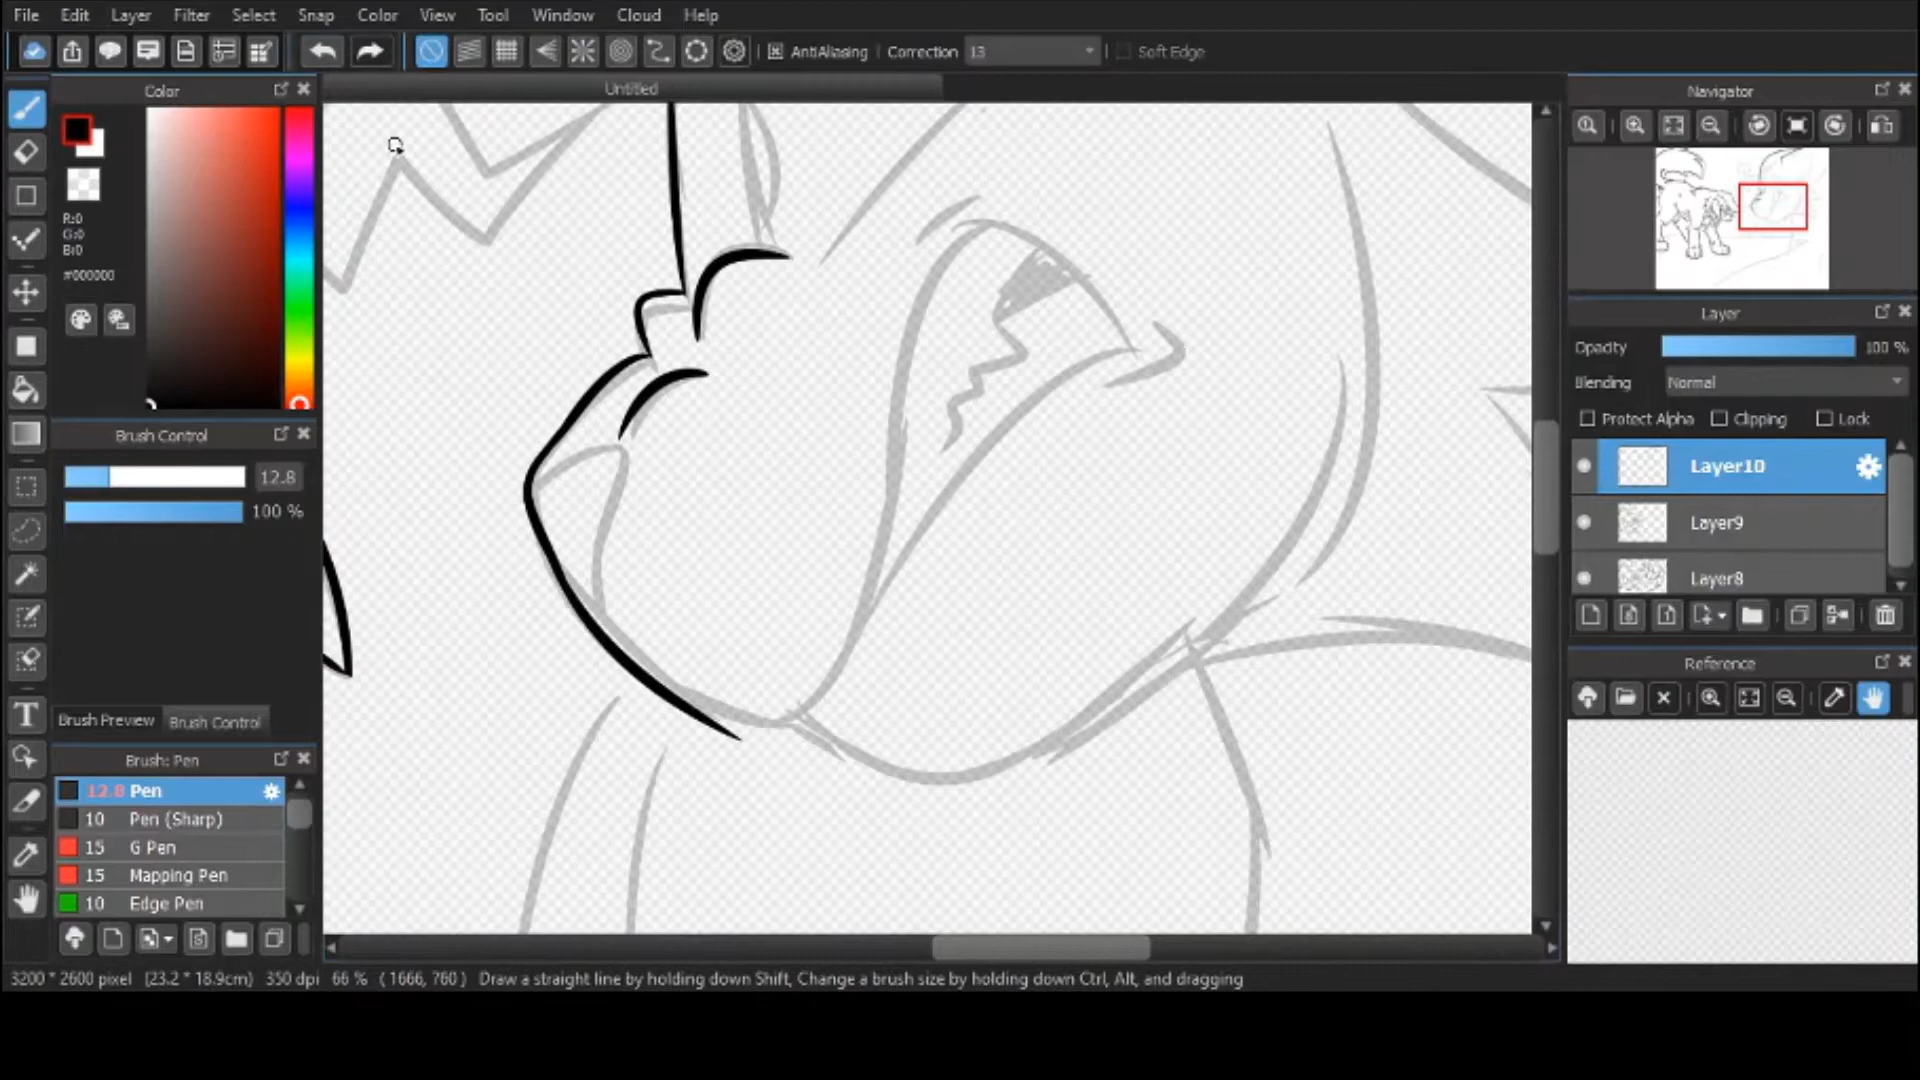 File Edit Layer Filter Select Snap Color View Tool Window Cloud Help
AntiAliasing Correction 13 Soft Edge
Color
Untitled
Navigator
R:0
G:0
B:0
#000000
Layer
Opacity 100 %
Blending Normal
Protect Alpha Clipping Lock
Brush Control
12.8
100 %
Layer10
Layer9
Layer8
Reference
Brush Preview Brush Control
Brush: Pen
12.8 Pen
10 Pen (Sharp)
15 G Pen
15 Mapping Pen
10 Edge Pen
3200 * 2600 pixel (23.2 * 18.9cm) 350 dpi 66 % ( 1666, 760 ) Draw a straight line by holding down Shift, Change a brush size by holding down Ctrl, Alt, and dragging